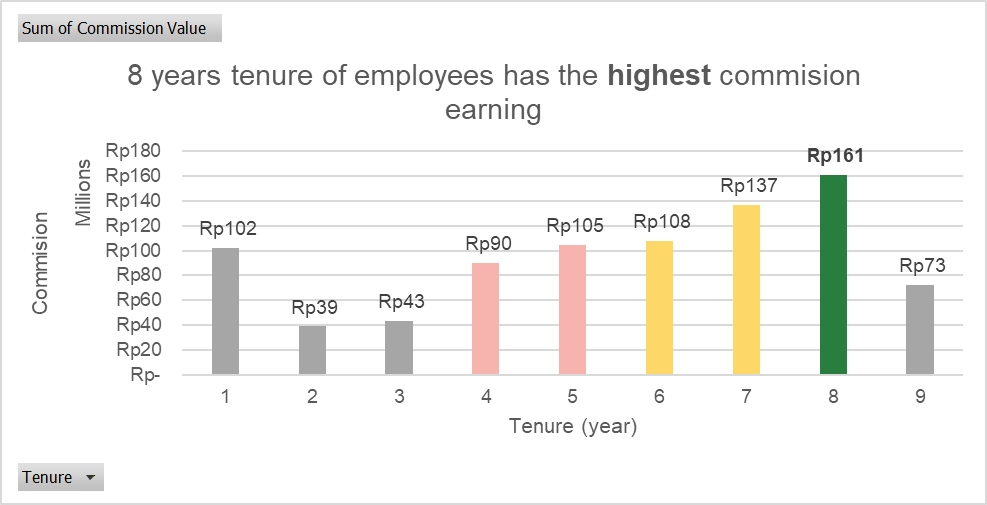 Sum of Commission Value
8 years tenure of employees has the highest commision
earning
Commision
Millions
Rp180
Rp160
Rp140
Rp120
Rp100
Rp80
Rp60
Rp40
Rp20
Rp-
Rp102
Rp39
Rp43
Rp90
Rp105
Rp108
Rp137
Rp161
Rp73
1 2 3 4 5 6 7 8 9
Tenure (year)
Tenure